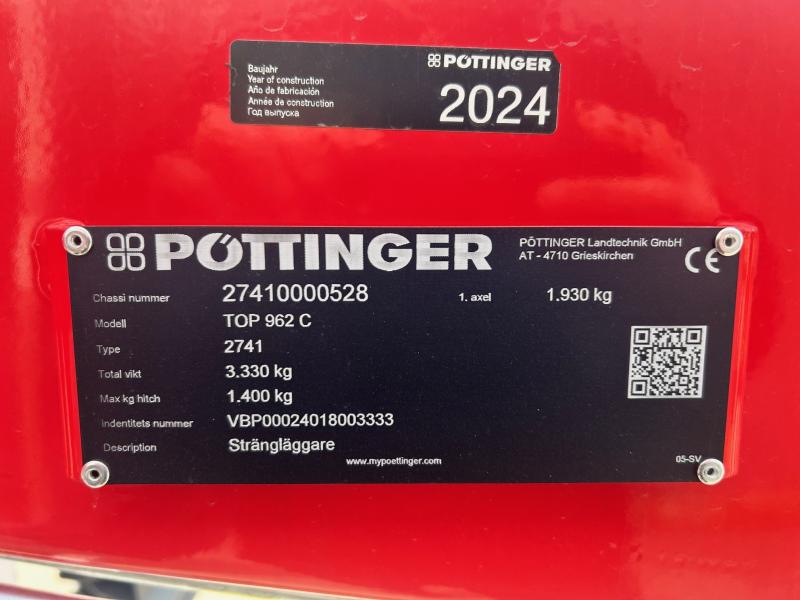 Baujahr
Year of construction
Año de fabricación
Année de construction
Год выпуска
PÖTTINGER
2024
PÖTTINGER
PÖTTINGER Landtechnik GmbH
AT - 4710 Grieskirchen
CE
Chassi nummer 27410000528 1. axel 1.930 kg
Modell TOP 962 C
Type 2741
Total vikt 3.330 kg
Max kg hitch 1.400 kg
Indentitets nummer VBP00024018003333
Description Strängläggare
www.mypoettinger.com
05-SV